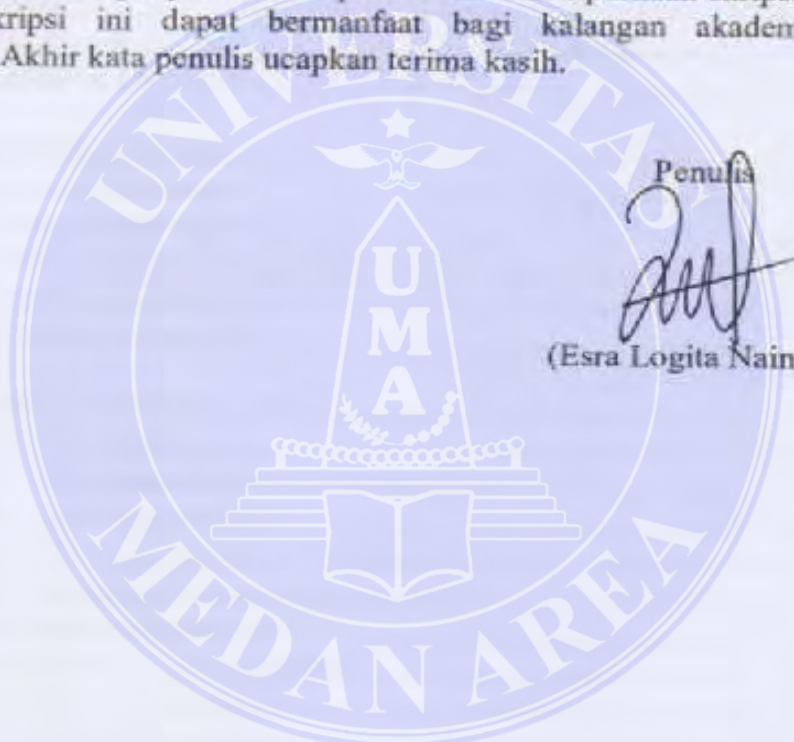 kripsi ini dapat bermanfaat bagi kalangan akadem
Akhir kata penulis ucapkan terima kasih.
UNIVERSITAS
Penulis
UMA
(Esra Logita Nain
MEDAN AREA